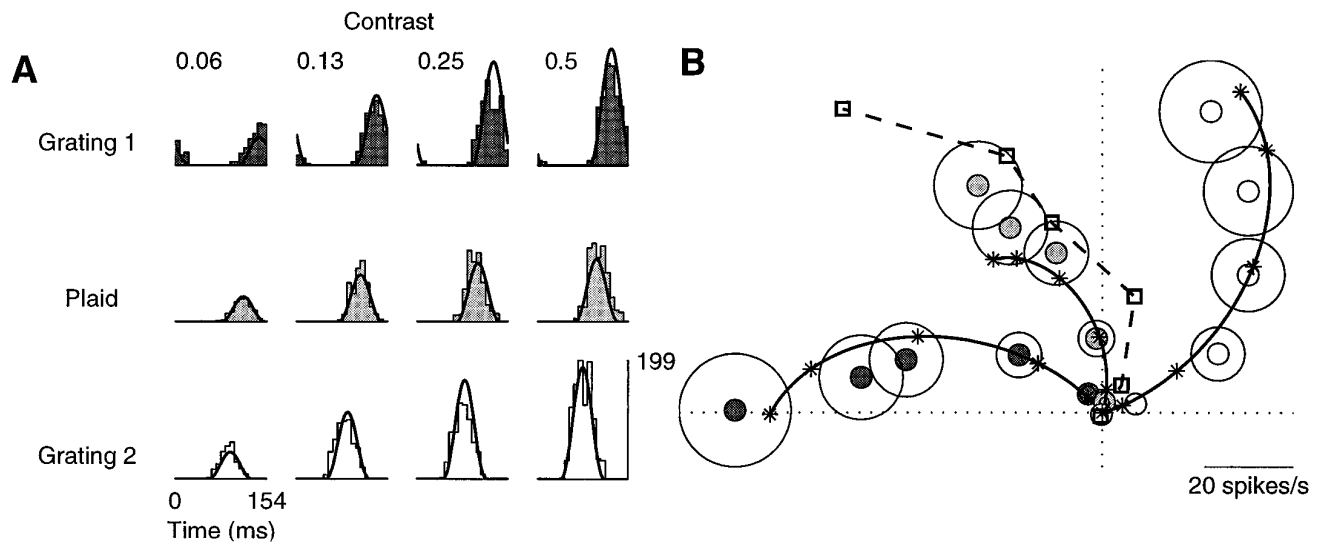 A
Contrast
0.06 0.13 0.25 0.5
Grating 1
Plaid
Grating 2
199
0 154
Time (ms)
B
20 spikes/s